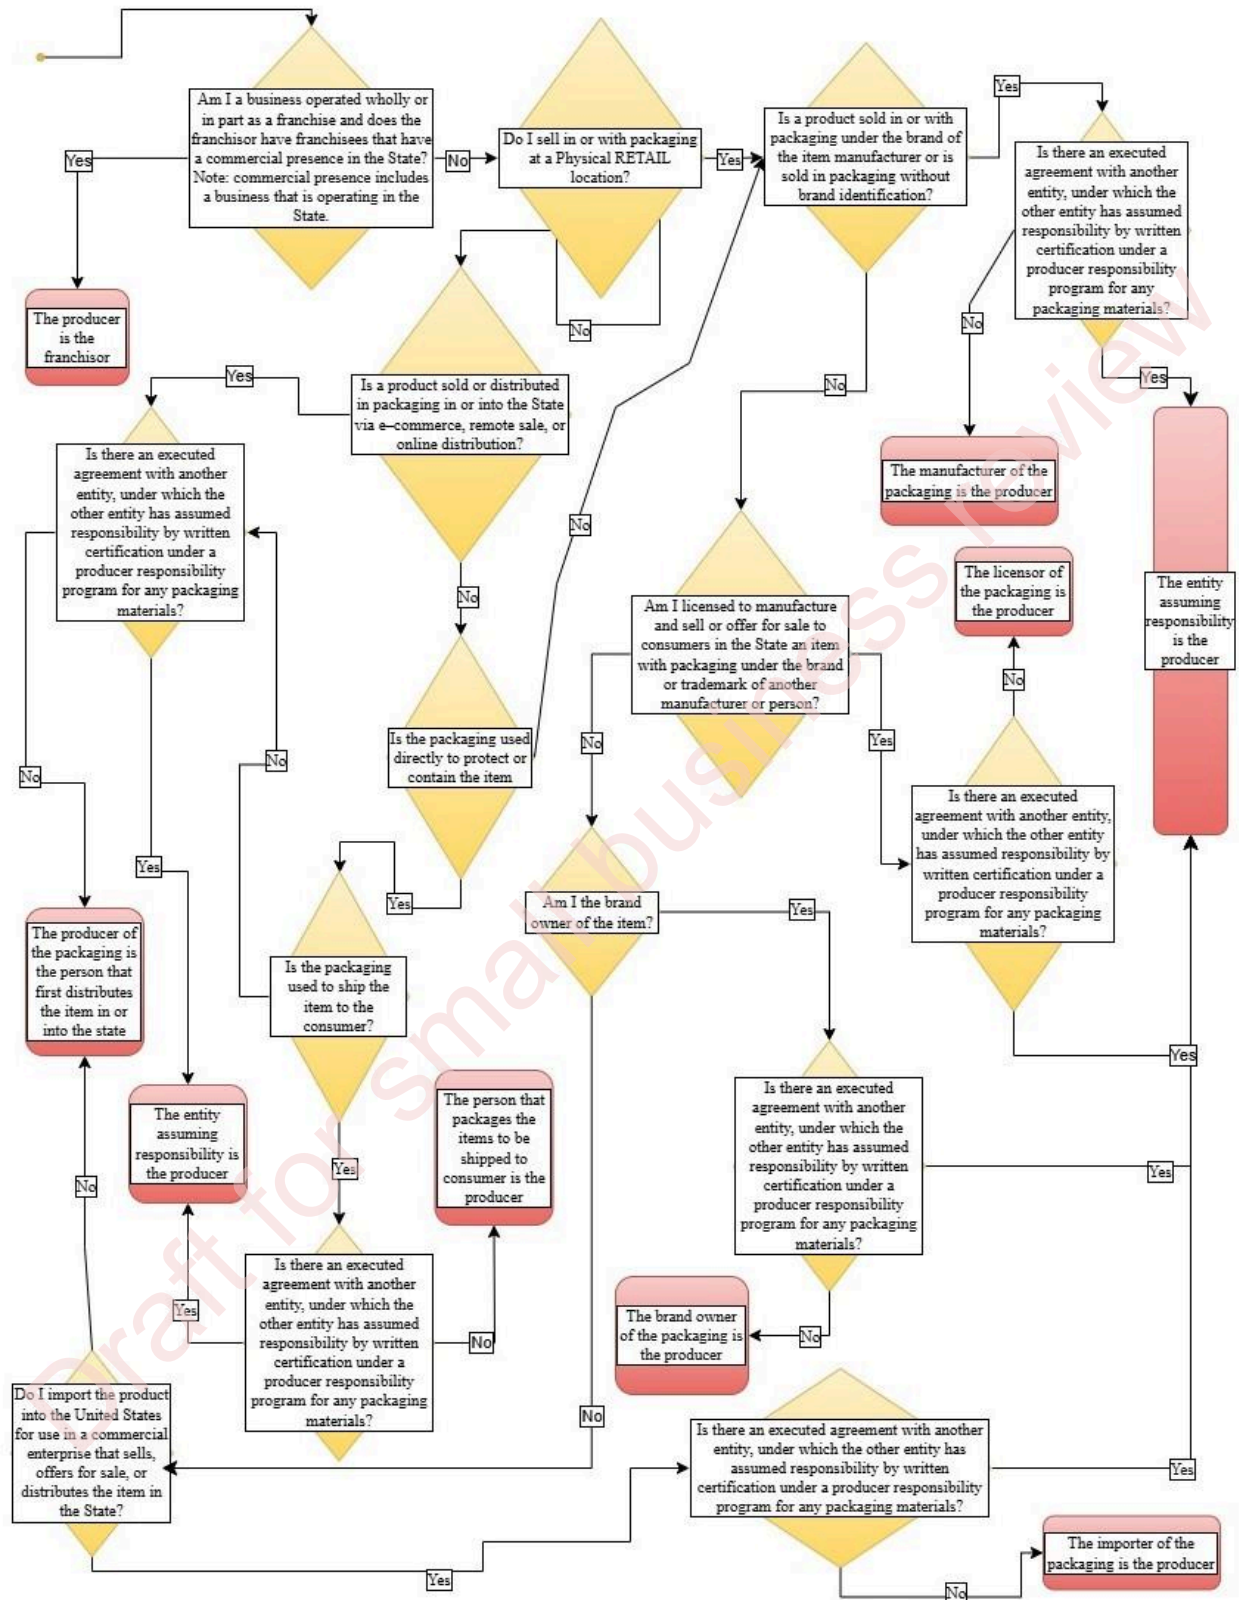 Am I a business operated wholly or
in part as a franchise and does the
franchisor have franchisees that have
a commercial presence in the State?
Note: commercial presence includes
a business that is operating in the
State.
Yes
No
The producer
is the
franchisor
Do I sell in or with packaging
at a Physical RETAIL
location?
Yes
No
Is a product sold in or with
packaging under the brand of
the item manufacturer or is
sold in packaging without
brand identification?
Yes
No
Is there an executed
agreement with another
entity, under which the
other entity has assumed
responsibility by written
certification under a
producer responsibility
program for any
packaging materials?
No
Yes
The manufacturer of the
packaging is the producer
The entity
assuming
responsibility
is the
producer
Is a product sold or distributed
in packaging in or into the State
via e–commerce, remote sale, or
online distribution?
Yes
No
Is there an executed
agreement with another
entity, under which the
other entity has assumed
responsibility by written
certification under a
producer responsibility
program for any packaging
materials?
No
Yes
Is the packaging used
directly to protect or
contain the item
No
Yes
Am I licensed to manufacture
and sell or offer for sale to
consumers in the State an item
with packaging under the brand
or trademark of another
manufacturer or person?
No
Yes
The licensor of
the packaging is
the producer
No
Is there an executed
agreement with another entity,
under which the other entity
has assumed responsibility by
written certification under a
producer responsibility
program for any packaging
materials?
Yes
Am I the brand
owner of the item?
Yes
No
Is the packaging
used to ship the
item to the
consumer?
No
Yes
The producer of
the packaging is
the person that
first distributes
the item in or
into the state
The entity
assuming
responsibility is
the producer
The person that
packages the
items to be
shipped to
consumer is the
producer
Is there an executed
agreement with another
entity, under which the
other entity has assumed
responsibility by written
certification under a
producer responsibility
program for any packaging
materials?
Yes
No
Is there an executed
agreement with another
entity, under which the
other entity has assumed
responsibility by written
certification under a
producer responsibility
program for any packaging
materials?
Yes
No
The brand owner
of the packaging is
the producer
Do I import the product
into the United States
for use in a commercial
enterprise that sells,
offers for sale, or
distributes the item in
the State?
No
Yes
Is there an executed agreement with another
entity, under which the other entity has
assumed responsibility by written
certification under a producer responsibility
program for any packaging materials?
Yes
No
The importer of the
packaging is the producer
Draft for small business review